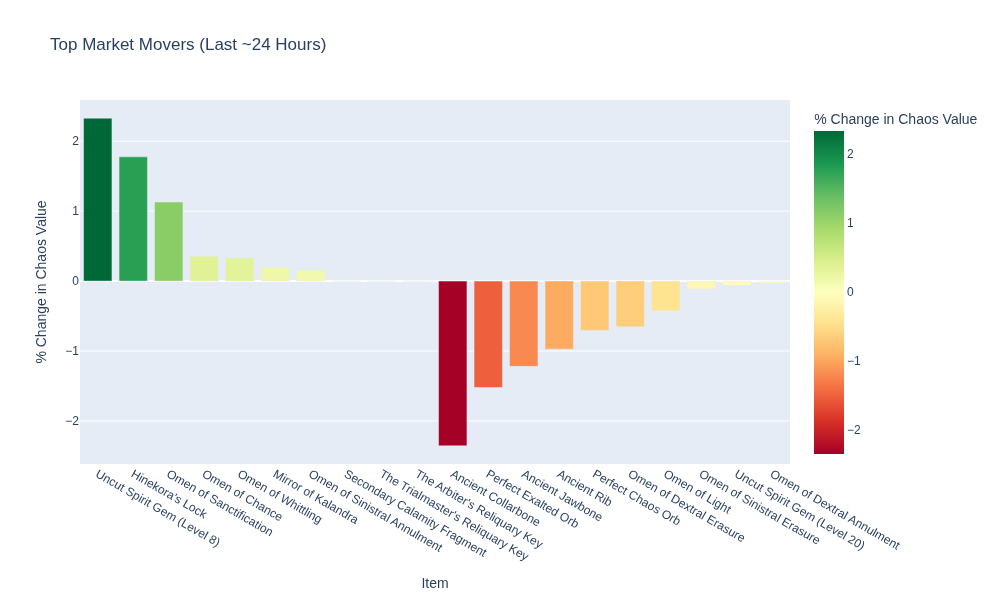 Top Market Movers (Last ~24 Hours)
% Change in Chaos Value
2
1
0
−1
−2
Uncut Spirit Gem (Level 8)
Hinekora's Lock
Omen of Sanctification
Omen of Chance
Omen of Whittling
Mirror of Kalandra
Omen of Sinistral Annulment
Secondary Calamity Fragment
The Trialmaster's Reliquary Key
The Arbiter's Reliquary Key
Ancient Collarbone
Perfect Exalted Orb
Ancient Jawbone
Ancient Rib
Perfect Chaos Orb
Omen of Dextral Erasure
Omen of Light
Omen of Sinistral Erasure
Uncut Spirit Gem (Level 20)
Omen of Dextral Annulment
Item
% Change in Chaos Value
2
1
0
−1
−2